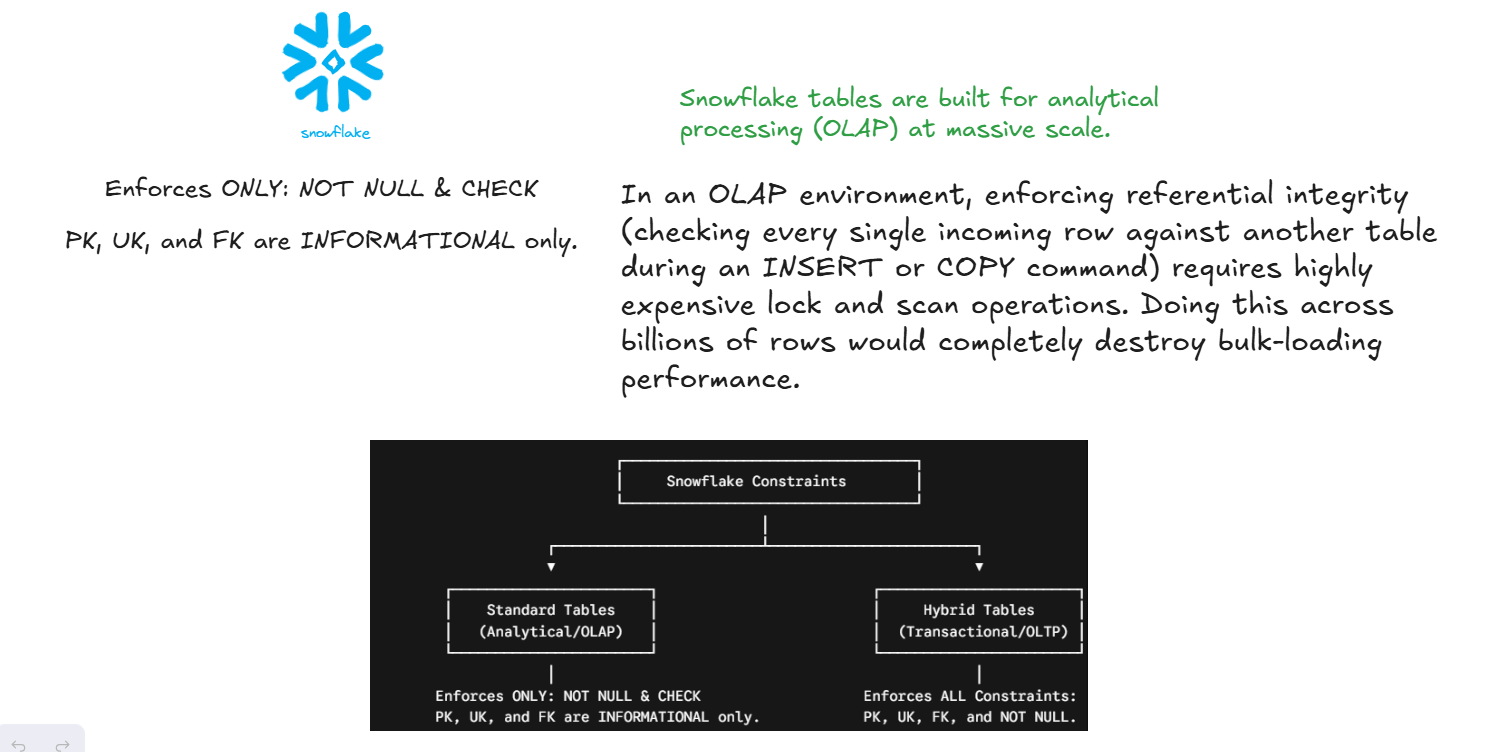 snowflake
Enforces ONLY: NOT NULL & CHECK
PK, UK, and FK are INFORMATIONAL only.
Snowflake tables are built for analytical
processing (OLAP) at massive scale.
In an OLAP environment, enforcing referential integrity
(checking every single incoming row against another table
during an INSERT or COPY command) requires highly
expensive lock and scan operations. Doing this across
billions of rows would completely destroy bulk-loading
performance.
Snowflake Constraints
Standard Tables
(Analytical/OLAP)
Enforces ONLY: NOT NULL & CHECK
PK, UK, and FK are INFORMATIONAL only.
Hybrid Tables
(Transactional/OLTP)
Enforces ALL Constraints:
PK, UK, FK, and NOT NULL.